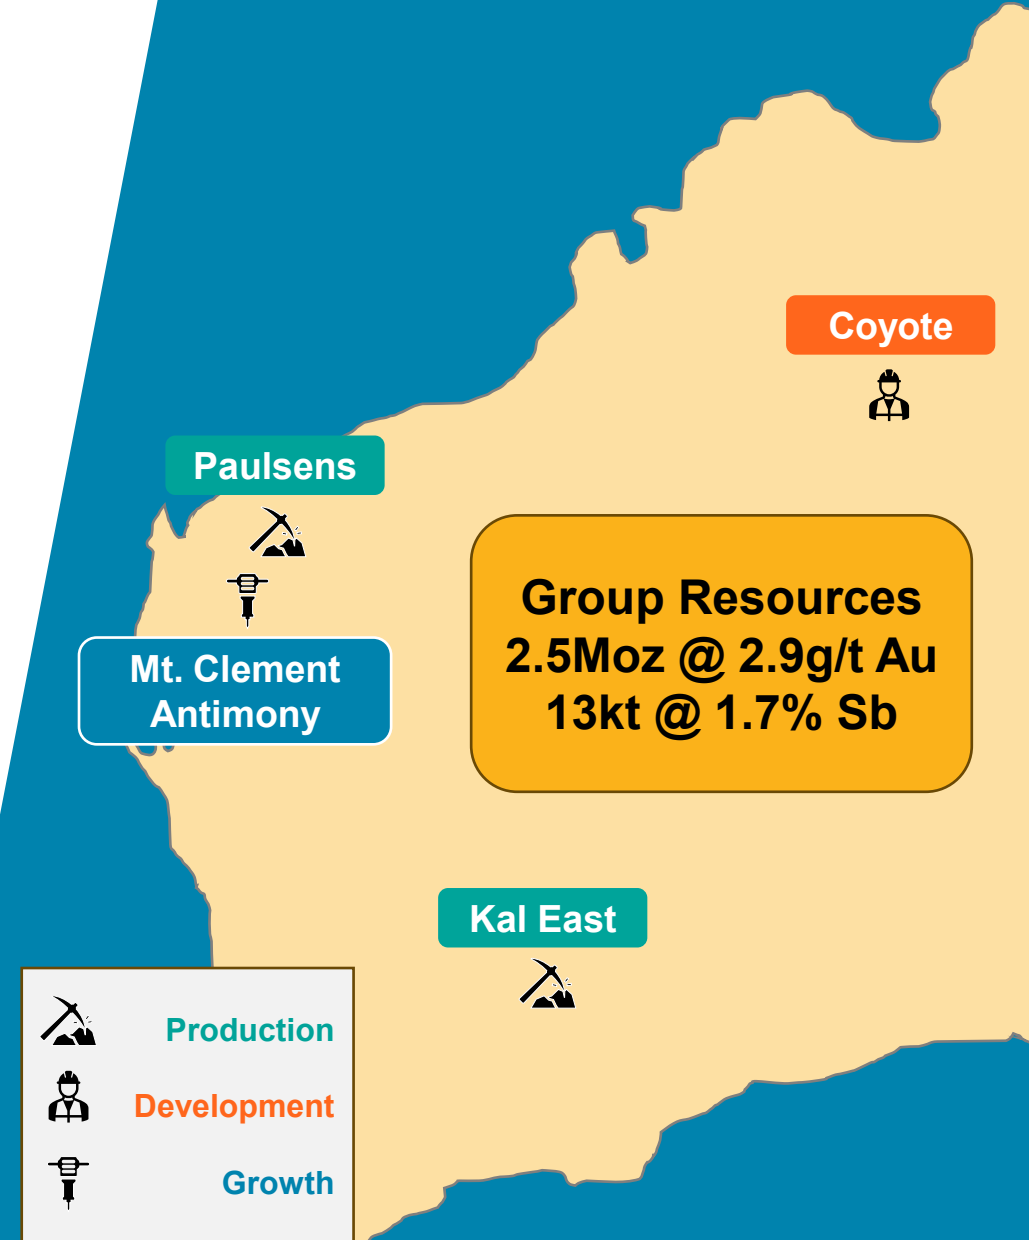 Coyote
Paulsens
Group Resources
2.5Moz @ 2.9g/t Au
13kt @ 1.7% Sb
Mt. Clement
Antimony
Kal East
Production
Development
Growth